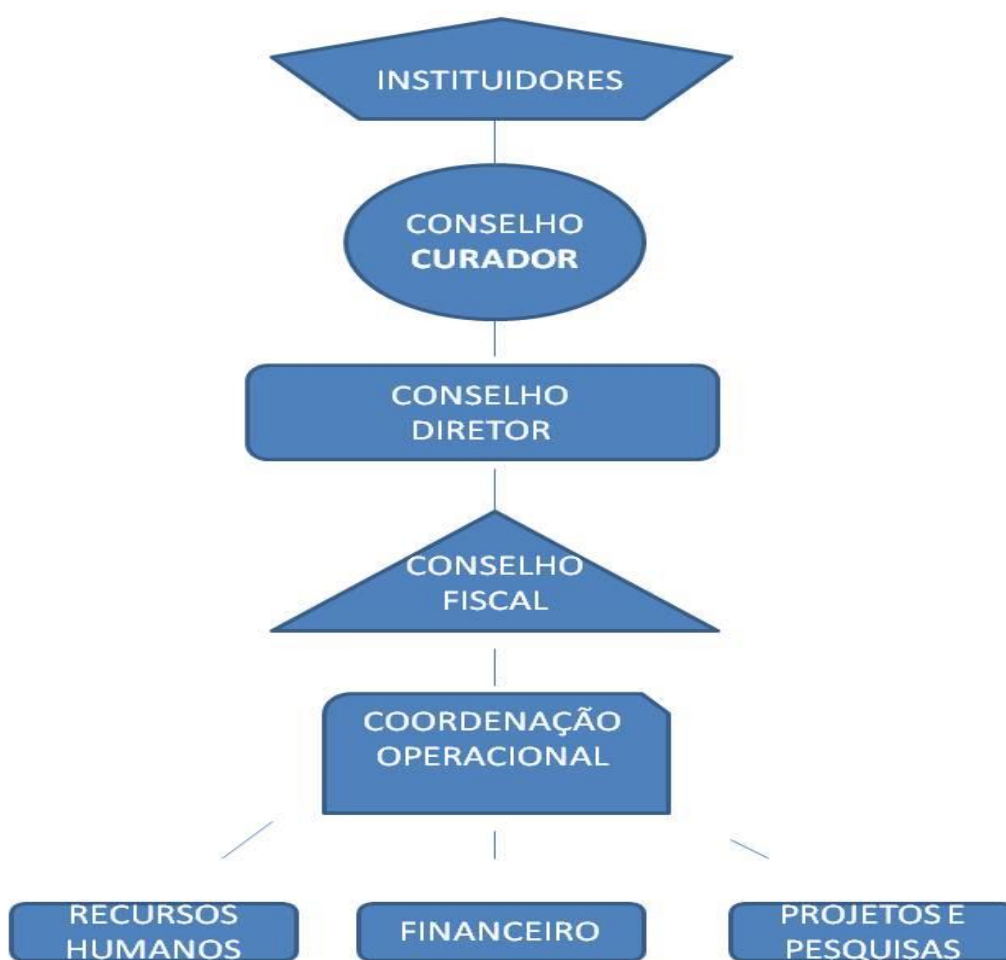 INSTITUIDORES
CONSELHO
CURADOR
CONSELHO
DIRETOR
CONSELHO
FISCAL
COORDENAÇÃO
OPERACIONAL
RECURSOS
HUMANOS
FINANCEIRO
PROJETOS E
PESQUISAS